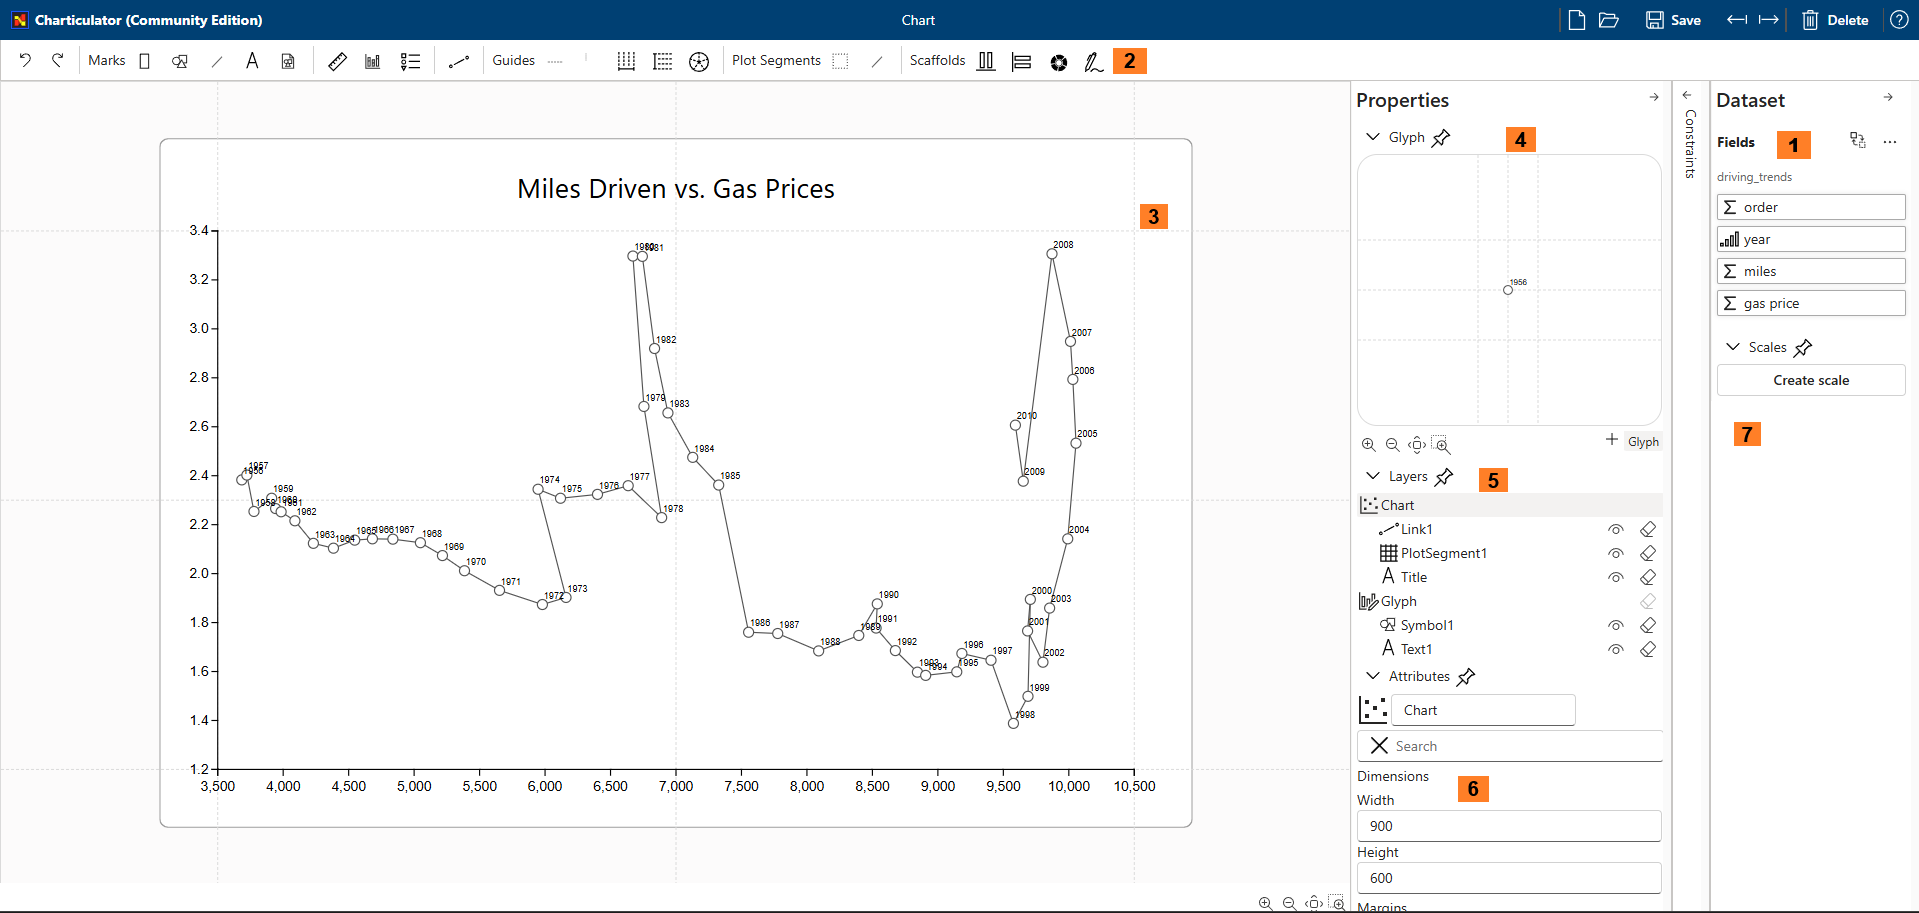 Charticulator (Community Edition)
Chart
Save
Delete
Marks
Guides
Plot Segments
Scaffolds
2
Miles Driven vs. Gas Prices
3
3.4
3.2
3.0
2.8
2.6
2.4
2.2
2.0
1.8
1.6
1.4
1.2
3,500 4,000 4,500 5,000 5,500 6,000 6,500 7,000 7,500 8,000 8,500 9,000 9,500 10,000 10,500
1956
1957
1958
1959
1960
1961
1962
1963
1964
1965
1966
1967
1968
1969
1970
1971
1972
1973
1974
1975
1976
1977
1978
1979
1980
1981
1982
1983
1984
1985
1986
1987
1988
1989
1990
1991
1992
1993
1994
1995
1996
1997
1998
1999
2000
2001
2002
2003
2004
2005
2006
2007
2008
2009
2010
Properties
Glyph
4
1956
Glyph
Layers
5
Chart
Link1
PlotSegment1
Title
Glyph
Symbol1
Text1
Attributes
Chart
Search
Dimensions
6
Width
900
Height
600
Margins
Constraints
Dataset
Fields
1
driving_trends
order
year
miles
gas price
Scales
Create scale
7